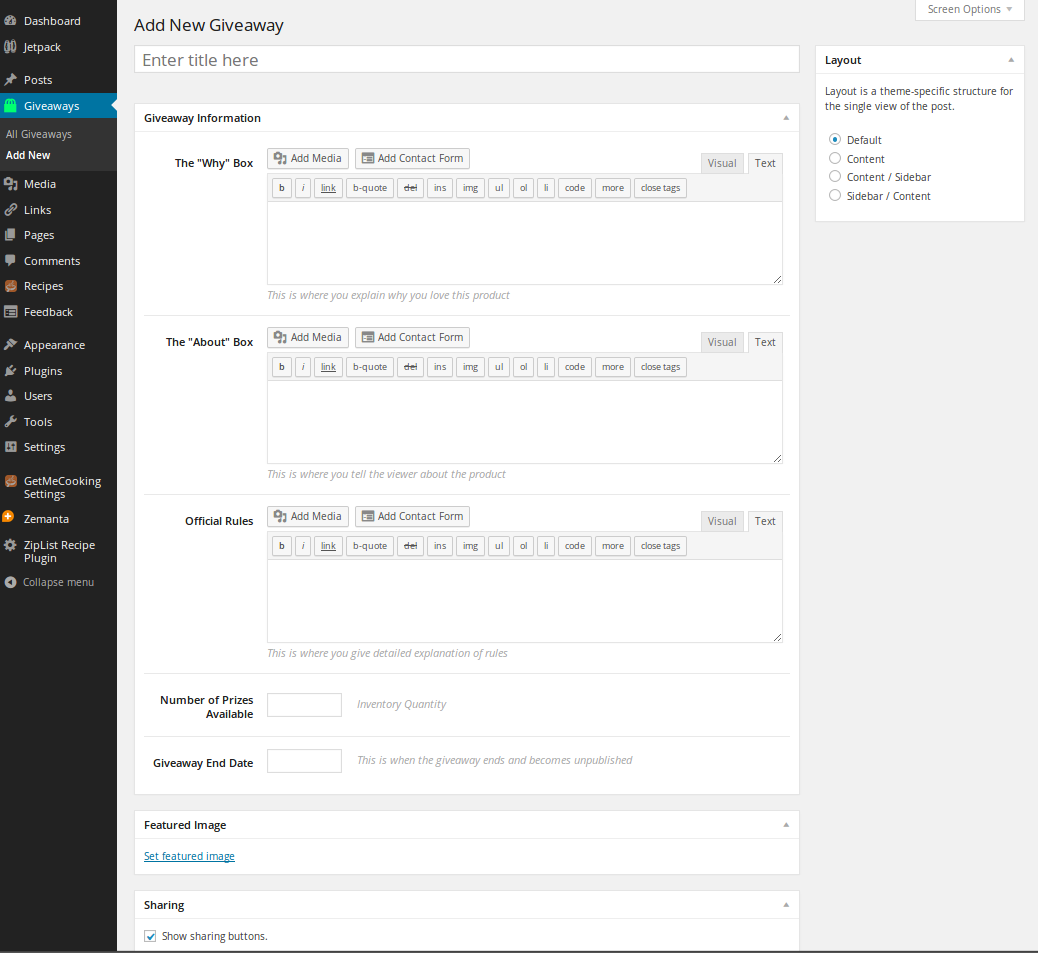 Dashboard
Jetpack
Posts
Giveaways
All Giveaways
Add New
Media
Links
Pages
Comments
Recipes
Feedback
Appearance
Plugins
Users
Tools
Settings
GetMeCooking
Settings
Zemanta
ZipList Recipe
Plugin
Collapse menu
Screen Options
Add New Giveaway
Enter title here
Giveaway Information
The "Why" Box
Add Media Add Contact Form Visual Text
b i link b-quote del ins img ul ol li code more close tags
This is where you explain why you love this product
The "About" Box
Add Media Add Contact Form Visual Text
b i link b-quote del ins img ul ol li code more close tags
This is where you tell the viewer about the product
Official Rules
Add Media Add Contact Form Visual Text
b i link b-quote del ins img ul ol li code more close tags
This is where you give detailed explanation of rules
Number of Prizes
Available
Inventory Quantity
Giveaway End Date
This is when the giveaway ends and becomes unpublished
Featured Image
Set featured image
Sharing
Show sharing buttons.
Layout
Layout is a theme-specific structure for
the single view of the post.
Default
Content
Content / Sidebar
Sidebar / Content